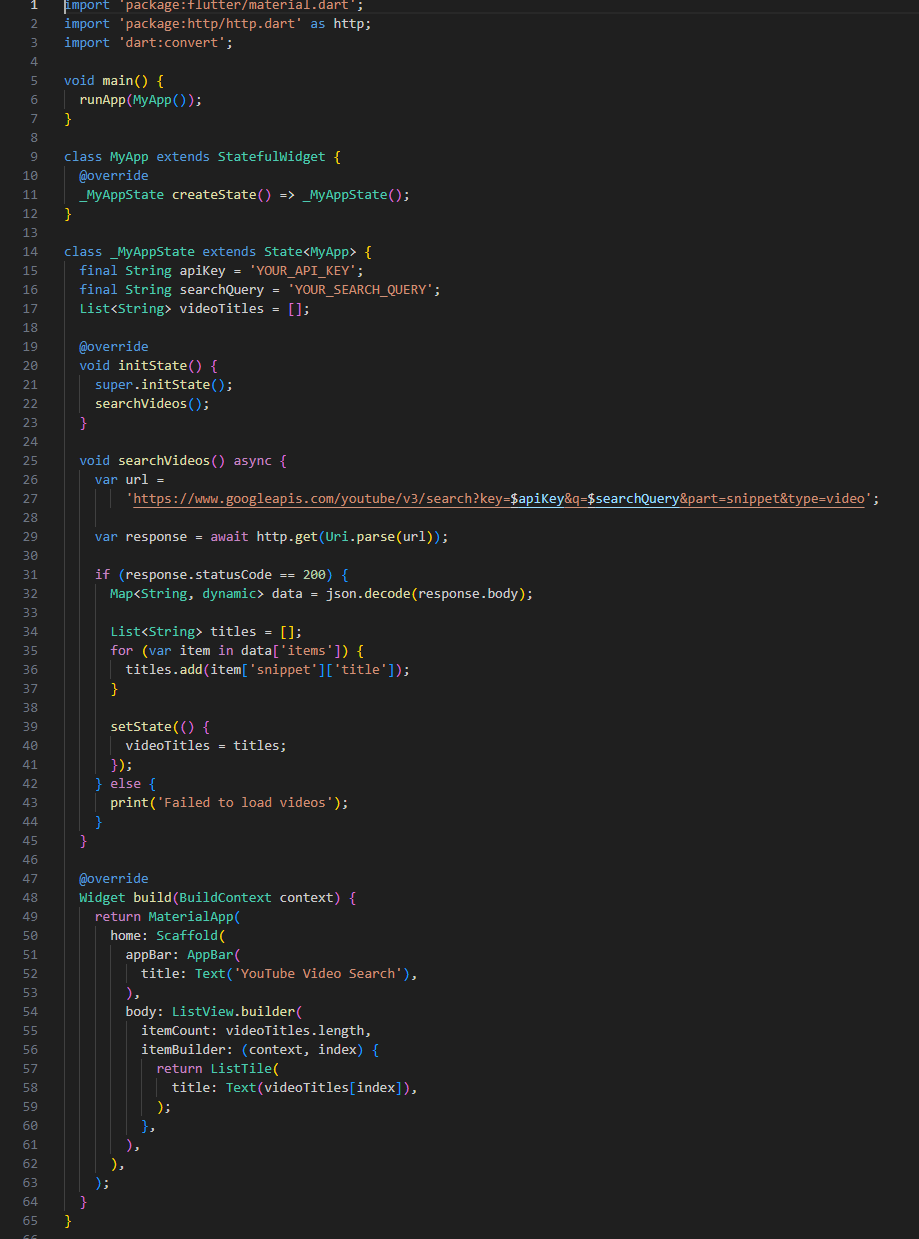 1 import 'package:flutter/material.dart';
2 import 'package:http/http.dart' as http;
3 import 'dart:convert';
4
5 void main() {
6   runApp(MyApp());
7 }
8
9 class MyApp extends StatefulWidget {
10   @override
11   _MyAppState createState() => _MyAppState();
12 }
13
14 class _MyAppState extends State<MyApp> {
15   final String apiKey = 'YOUR_API_KEY';
16   final String searchQuery = 'YOUR_SEARCH_QUERY';
17   List<String> videoTitles = [];
18
19   @override
20   void initState() {
21     super.initState();
22     searchVideos();
23   }
24
25   void searchVideos() async {
26     var url =
27         'https://www.googleapis.com/youtube/v3/search?key=$apiKey&q=$searchQuery&part=snippet&type=video';
28
29     var response = await http.get(Uri.parse(url));
30
31     if (response.statusCode == 200) {
32       Map<String, dynamic> data = json.decode(response.body);
33
34       List<String> titles = [];
35       for (var item in data['items']) {
36         titles.add(item['snippet']['title']);
37       }
38
39       setState(() {
40         videoTitles = titles;
41       });
42     } else {
43       print('Failed to load videos');
44     }
45   }
46
47   @override
48   Widget build(BuildContext context) {
49     return MaterialApp(
50       home: Scaffold(
51         appBar: AppBar(
52           title: Text('YouTube Video Search'),
53         ),
54         body: ListView.builder(
55           itemCount: videoTitles.length,
56           itemBuilder: (context, index) {
57             return ListTile(
58               title: Text(videoTitles[index]),
59             );
60           },
61         ),
62       ),
63     );
64   }
65 }
66